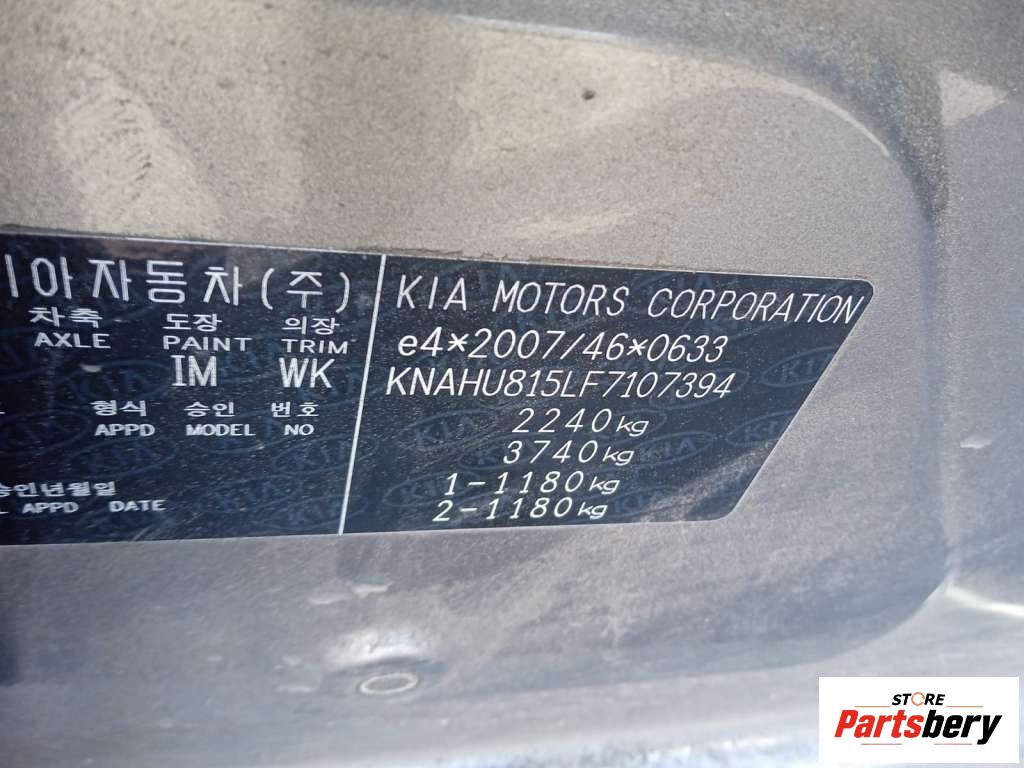 기아자동차(주)
차축 도장 의장
AXLE PAINT TRIM
IM WK
형식 승인 번호
APPD MODEL NO
승인년월일
APPD DATE
KIA MOTORS CORPORATION
e4*2007/46*0633
KNAHU815LF7107394
2240kg
3740kg
1-1180kg
2-1180kg
STORE
Partsbery